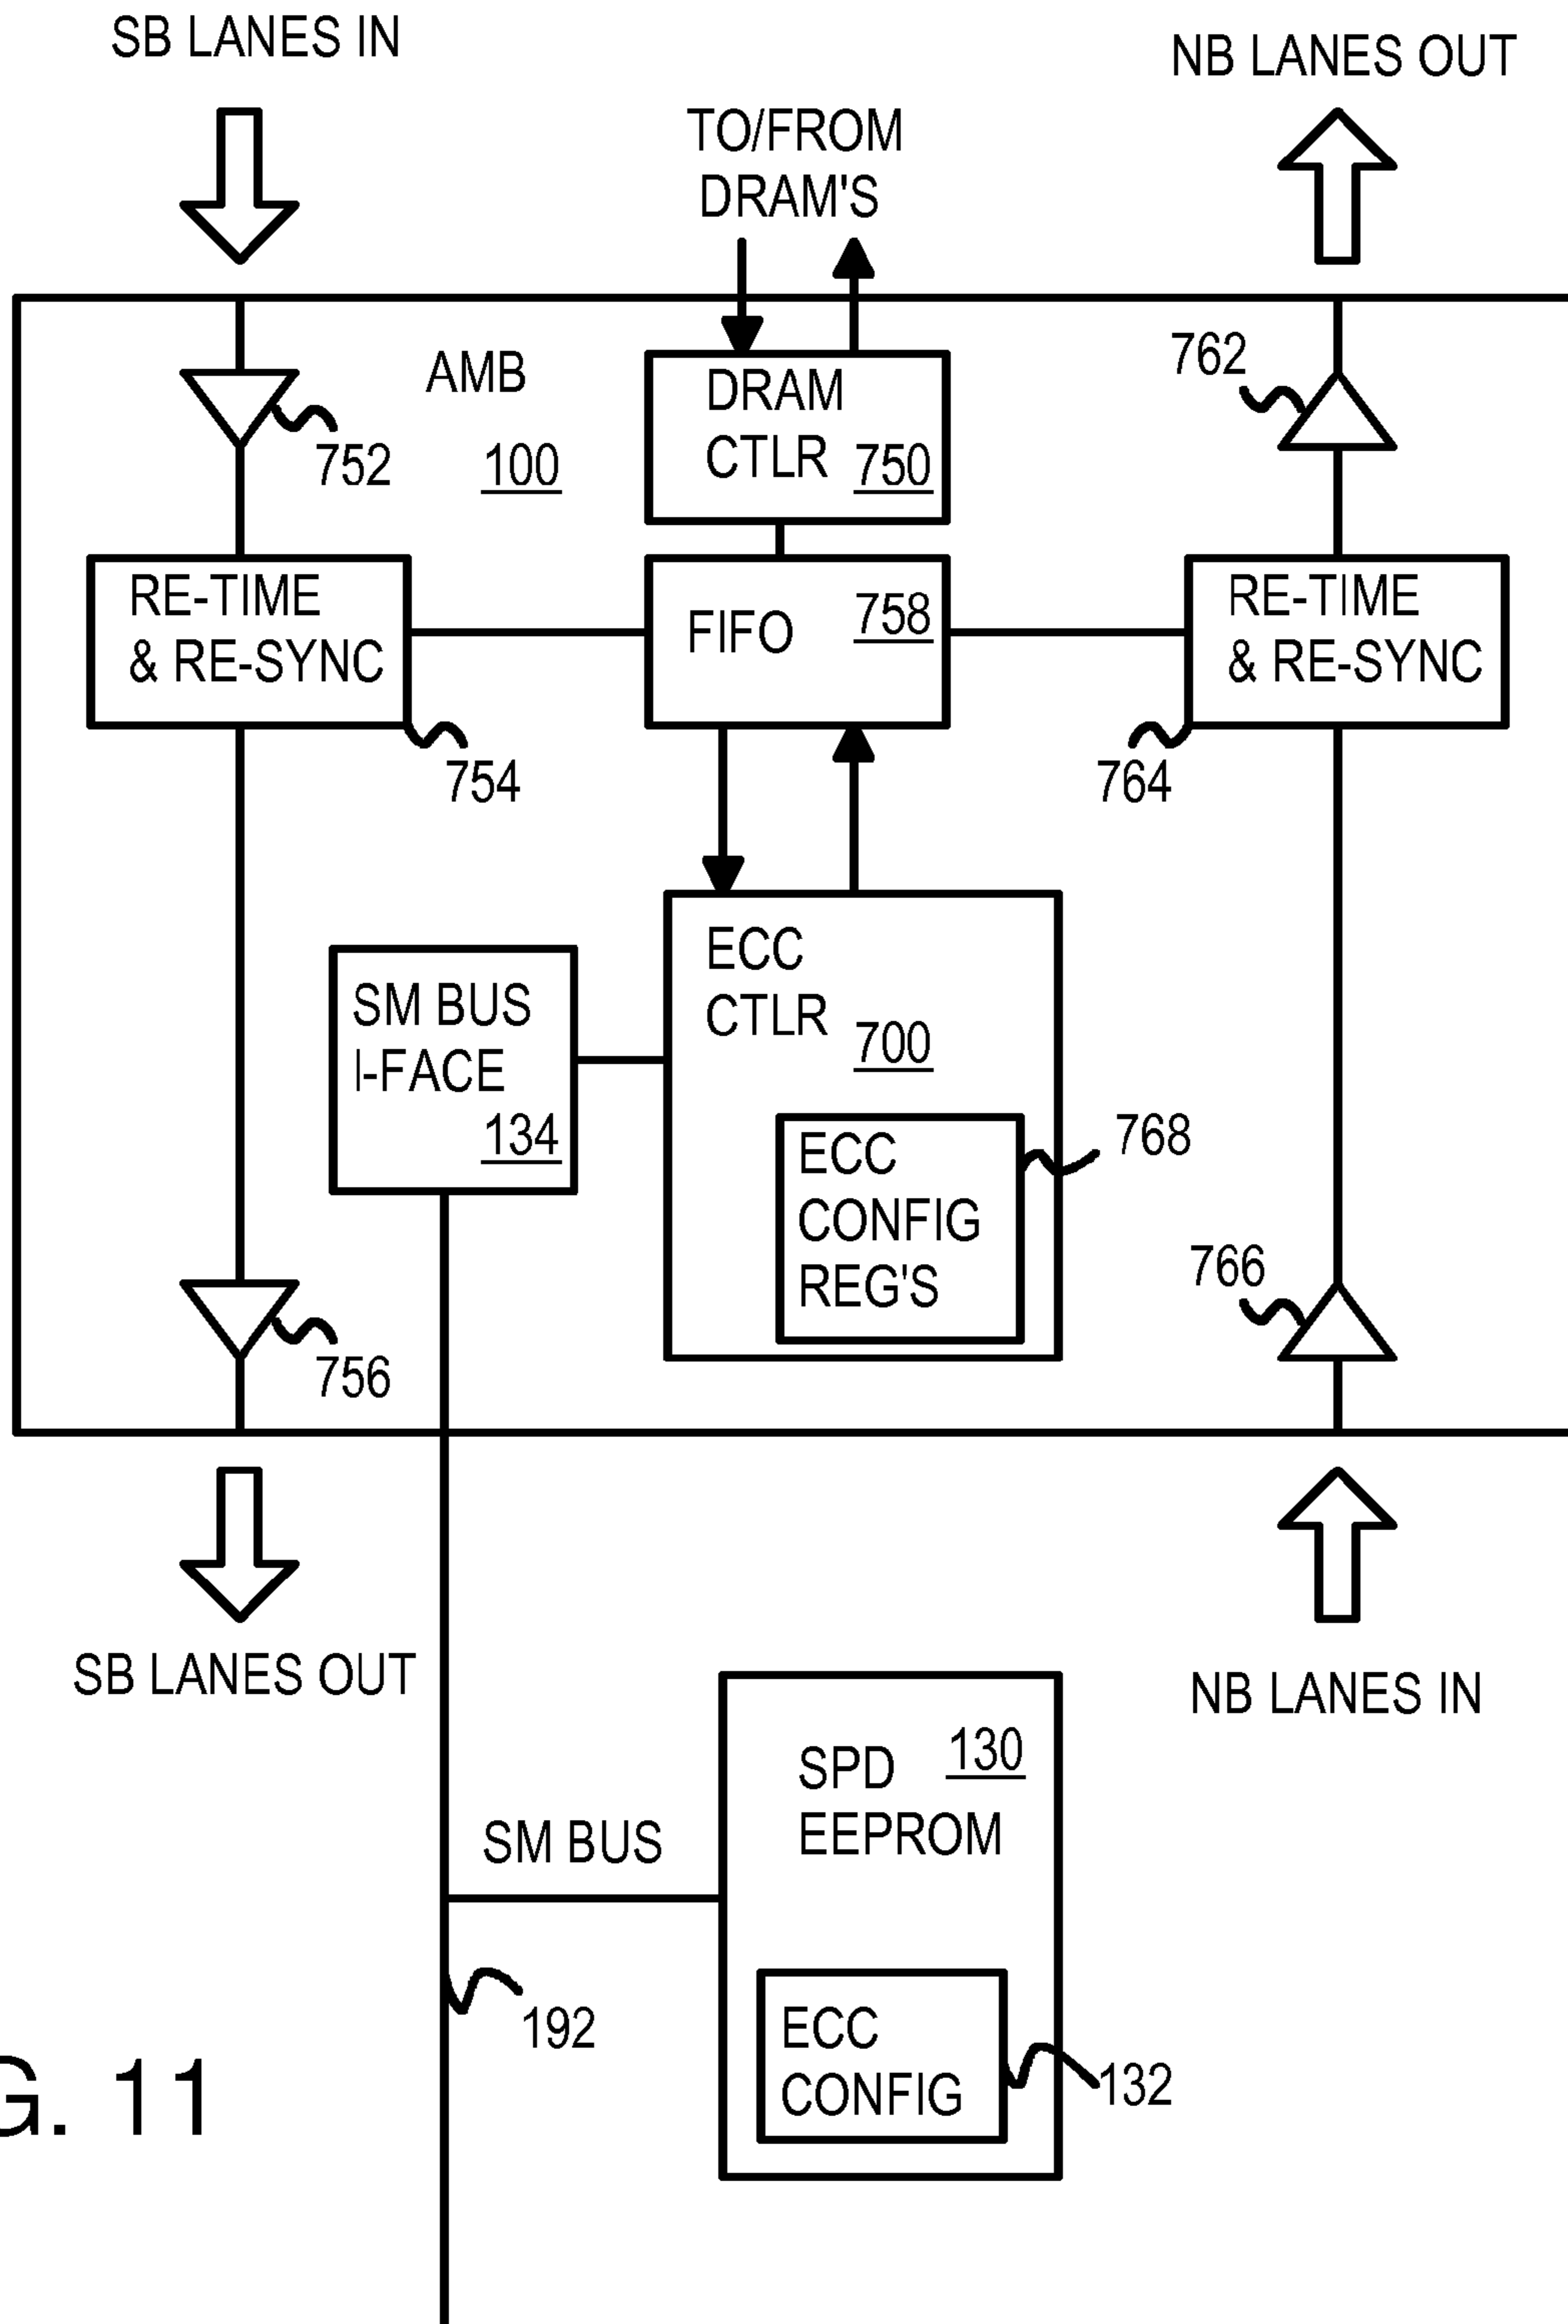 SB LANES IN
NB LANES OUT
TO/FROM
DRAM'S
762
AMB
100
DRAM
CTLR 750
752
RE-TIME
& RE-SYNC
FIFO 758
RE-TIME
& RE-SYNC
754
764
ECC
CTLR 700
SM BUS
I-FACE
134
768
ECC
CONFIG
REG'S
766
756
SB LANES OUT
NB LANES IN
SPD 130
EEPROM
SM BUS
192
ECC
CONFIG
132
G. 11